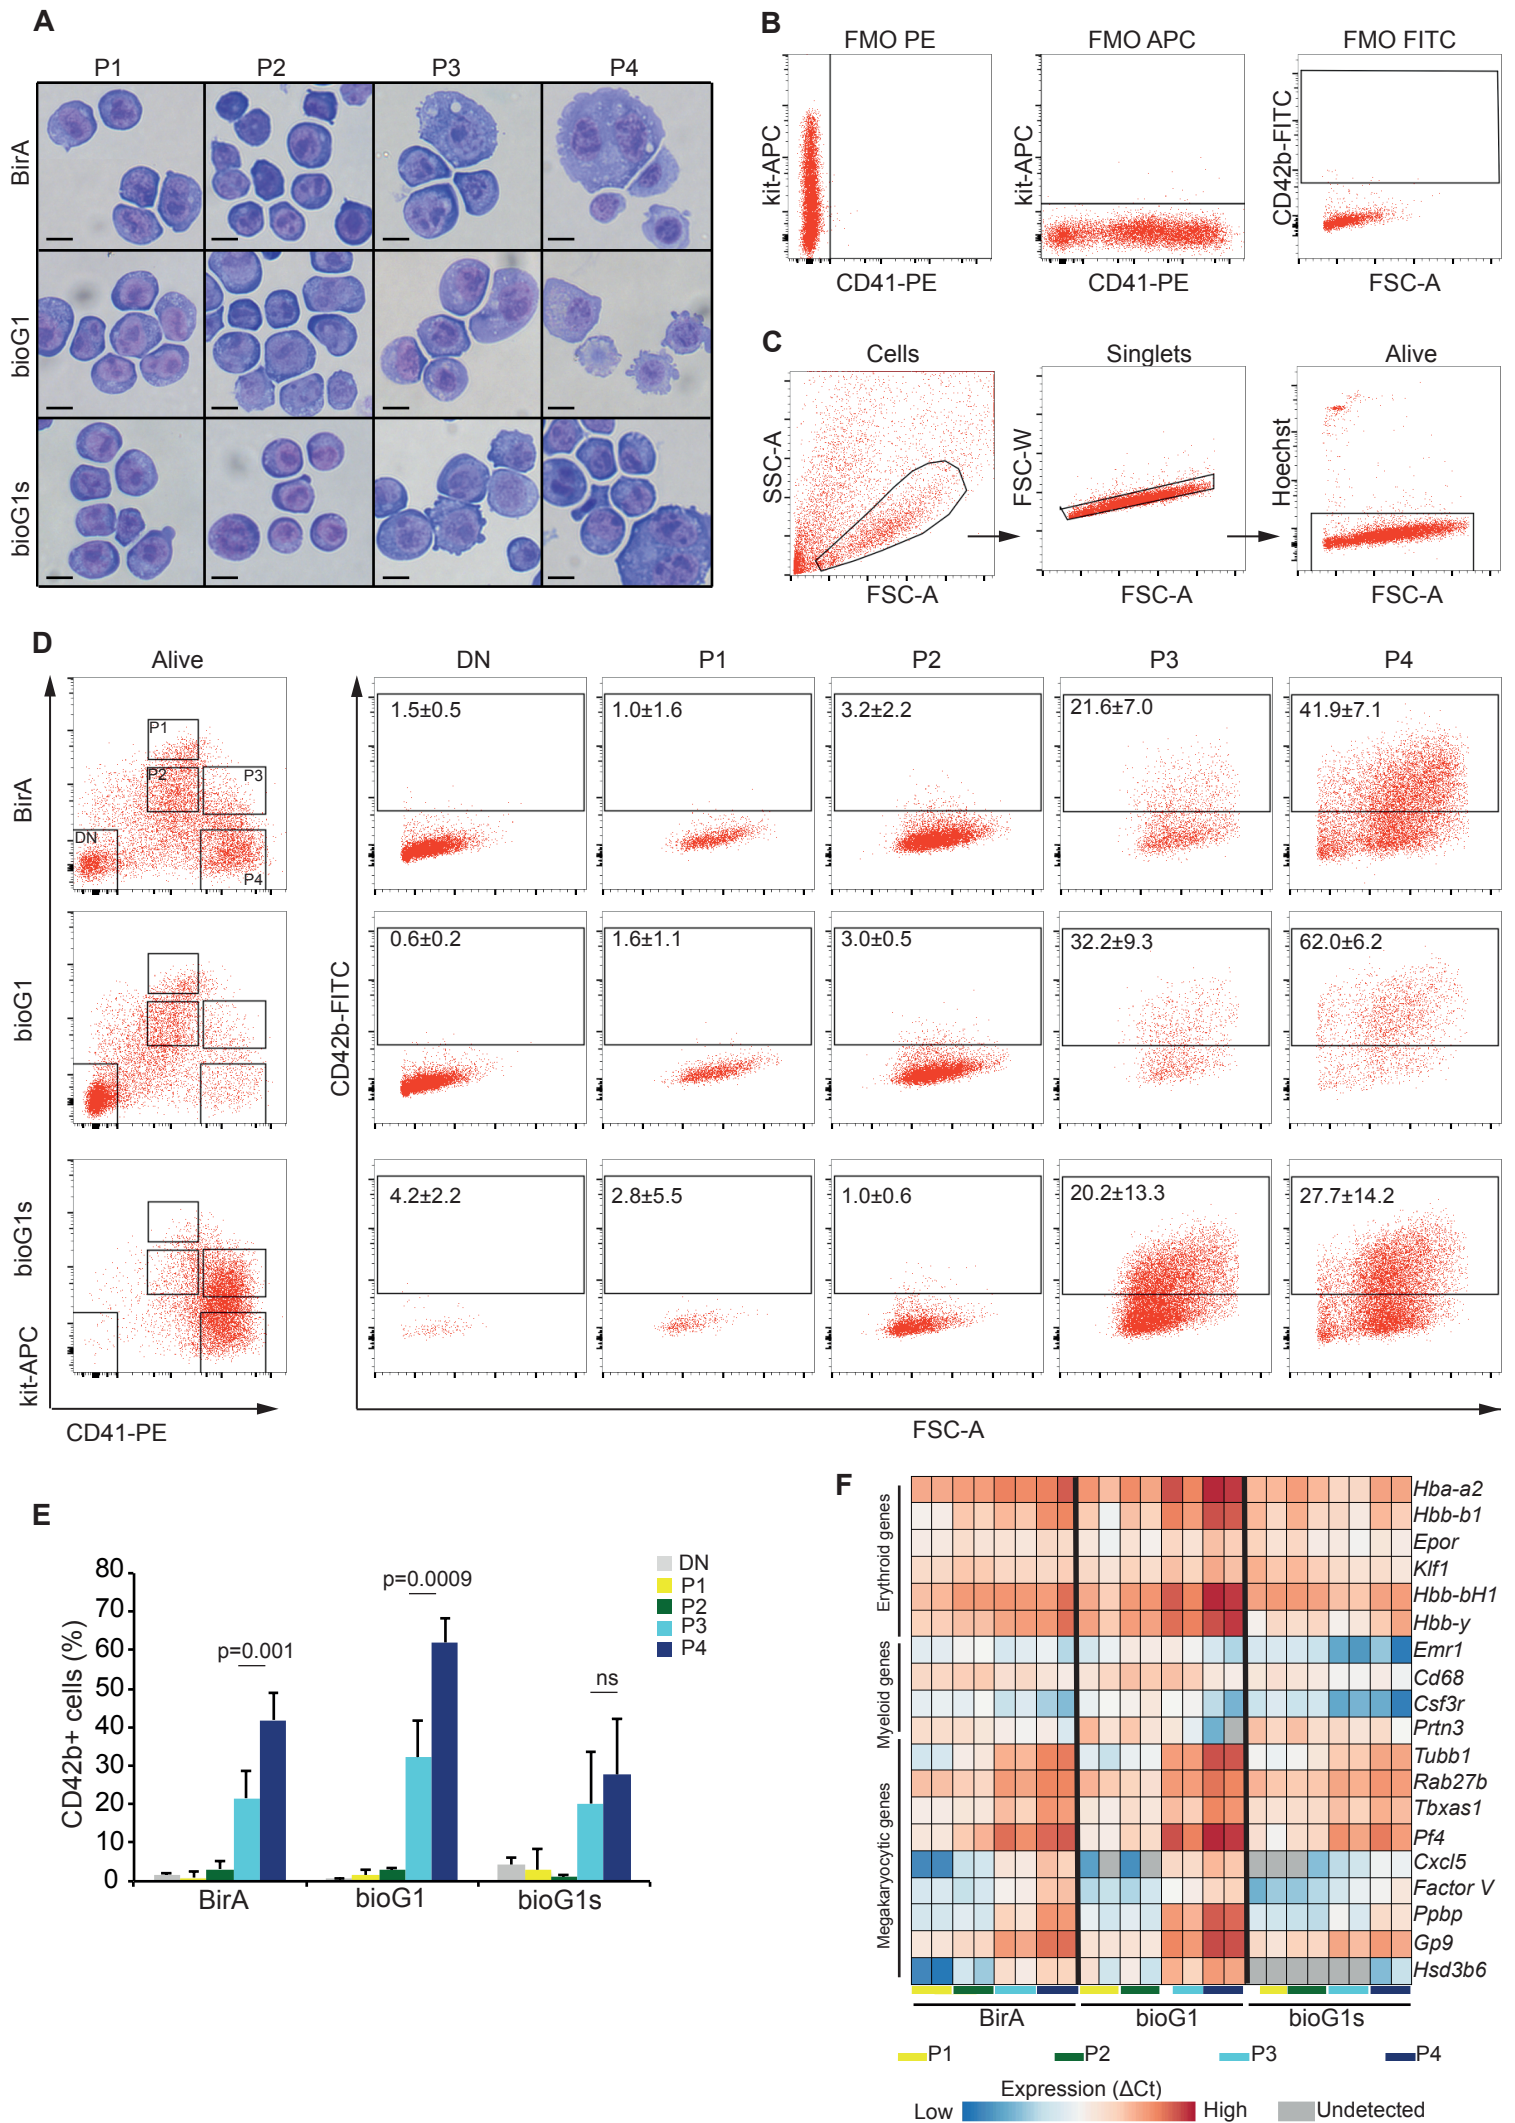 A
P1 P2 P3 P4
BirA
bioG1
bioG1s
B
FMO PE FMO APC FMO FITC
kit-APC
CD41-PE
kit-APC
CD41-PE
CD42b-FITC
FSC-A
C
Cells Singlets Alive
SSC-A
FSC-A
FSC-W
FSC-A
Hoechst
FSC-A
D
Alive DN P1 P2 P3 P4
BirA
P1
P2
P3
DN
P4
1.5±0.5 1.0±1.6 3.2±2.2 21.6±7.0 41.9±7.1
bioG1
0.6±0.2 1.6±1.1 3.0±0.5 32.2±9.3 62.0±6.2
bioG1s
4.2±2.2 2.8±5.5 1.0±0.6 20.2±13.3 27.7±14.2
kit-APC
CD41-PE
CD42b-FITC
FSC-A
E
CD42b+ cells (%)
80
70
60
50
40
30
20
10
0
p=0.001
p=0.0009
ns
BirA bioG1 bioG1s
DN
P1
P2
P3
P4
F
Erythroid genes
Myeloid genes
Megakaryocytic genes
Hba-a2
Hbb-b1
Epor
Klf1
Hbb-bH1
Hbb-y
Emr1
Cd68
Csf3r
Prtn3
Tubb1
Rab27b
Tbxas1
Pf4
Cxcl5
Factor V
Ppbp
Gp9
Hsd3b6
BirA bioG1 bioG1s
P1 P2 P3 P4
Expression (ΔCt)
Low High Undetected